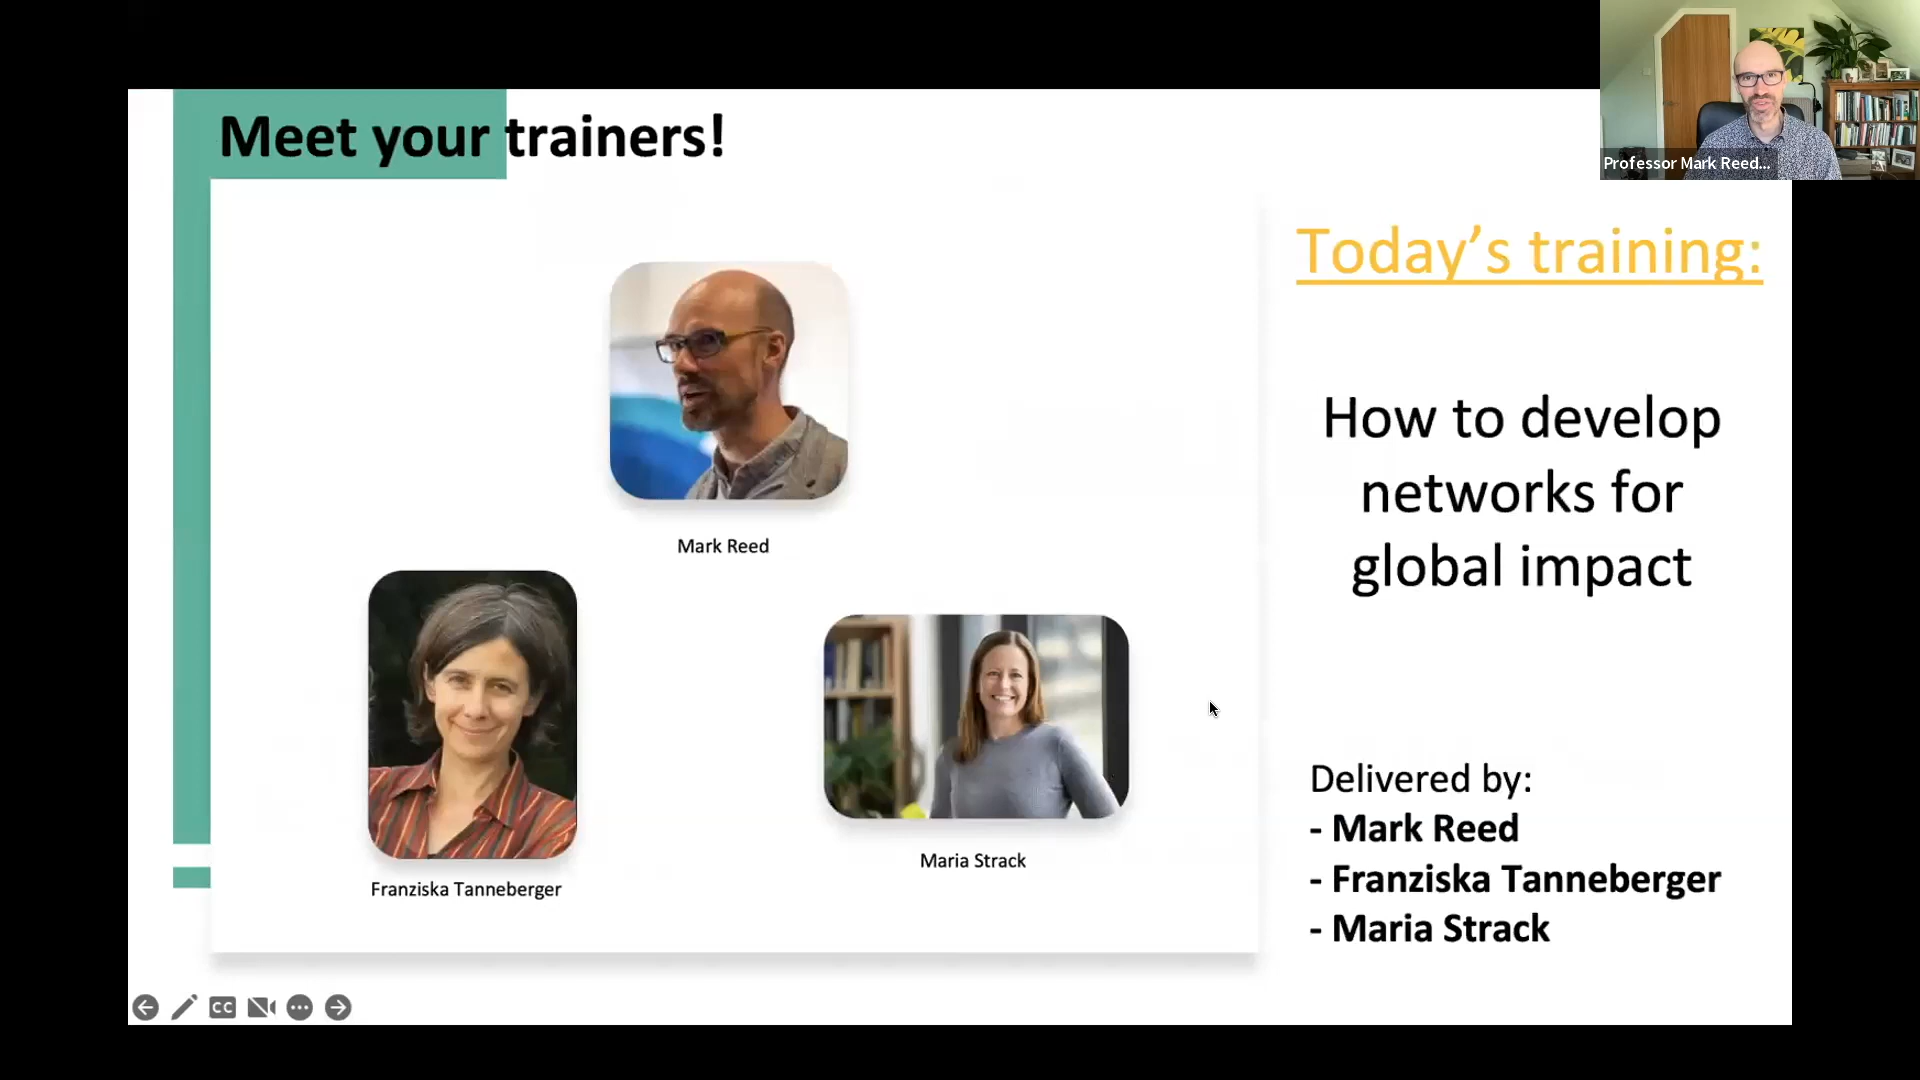 Meet your trainers!
Professor Mark Reed...
Today's training:
How to develop
networks for
global impact
Mark Reed
Franziska Tanneberger
Maria Strack
Delivered by:
- Mark Reed
- Franziska Tanneberger
- Maria Strack
CC